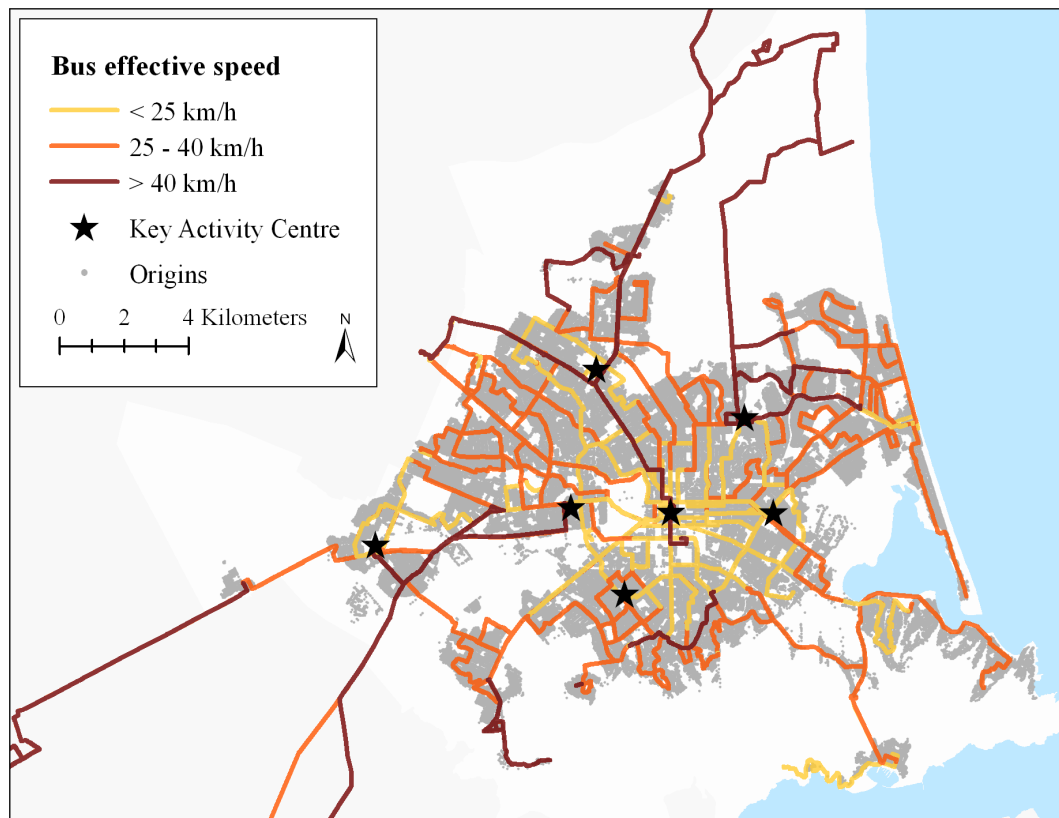 Bus effective speed
< 25 km/h
25 - 40 km/h
> 40 km/h
Key Activity Centre
Origins
0 2 4 Kilometers
N